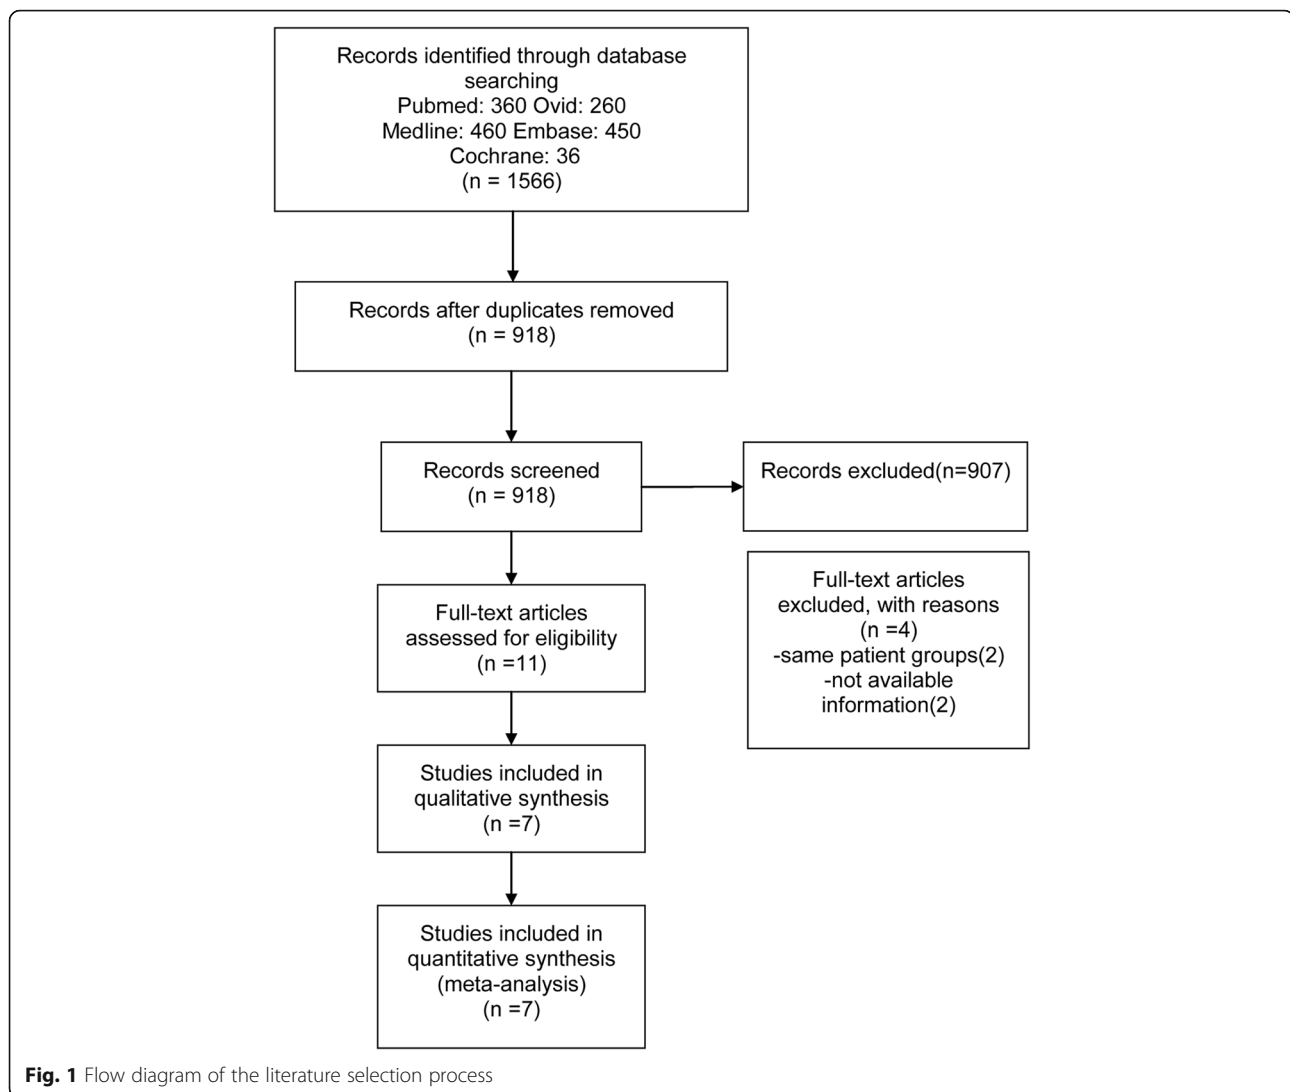 Records identified through database
searching
Pubmed: 360 Ovid: 260
Medline: 460 Embase: 450
Cochrane: 36
(n = 1566)
Records after duplicates removed
(n = 918)
Records screened
(n = 918)
Records excluded(n=907)
Full-text articles
assessed for eligibility
(n =11)
Full-text articles
excluded, with reasons
(n =4)
-same patient groups(2)
-not available
information(2)
Studies included in
qualitative synthesis
(n =7)
Studies included in
quantitative synthesis
(meta-analysis)
(n =7)
Fig. 1 Flow diagram of the literature selection process